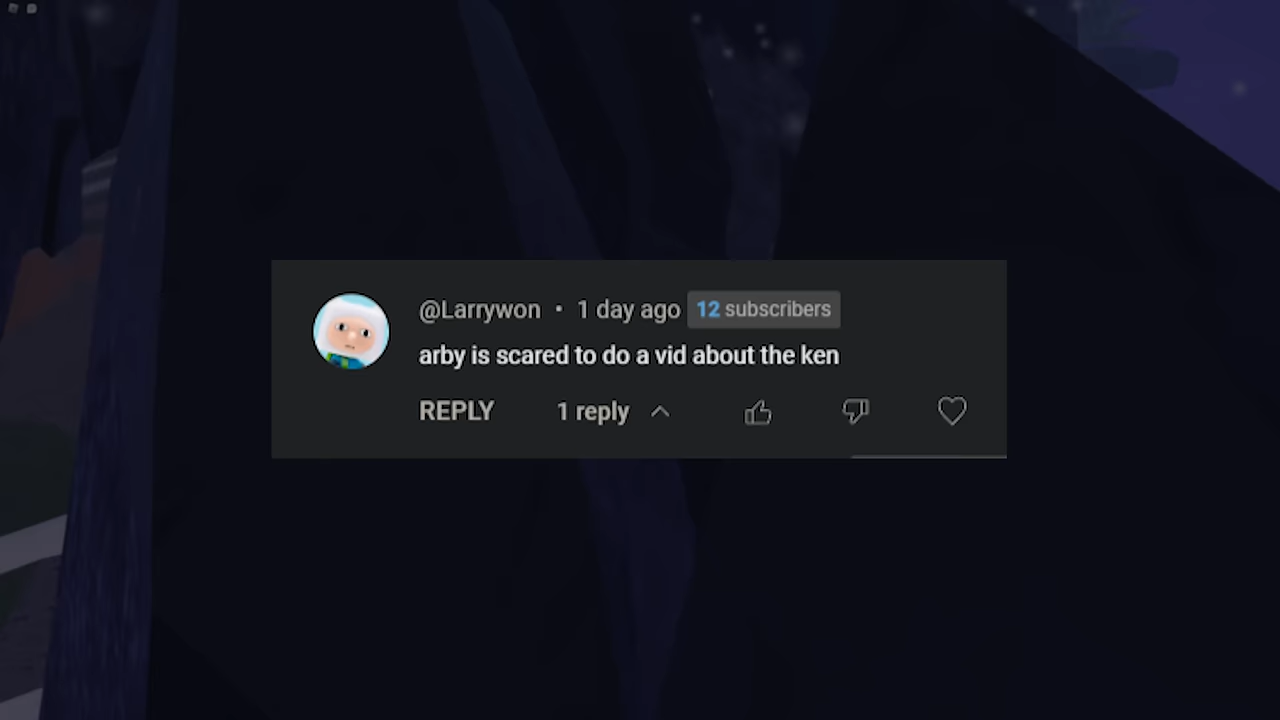 @Larrywon • 1 day ago 12 subscribers
arby is scared to do a vid about the ken
REPLY 1 reply